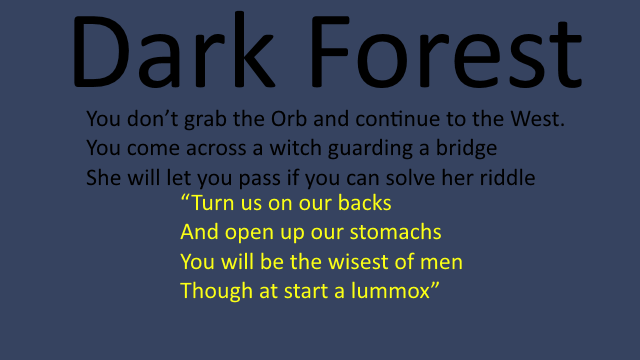 Dark Forest
You don’t grab the Orb and continue to the West.
You come across a witch guarding a bridge
She will let you pass if you can solve her riddle
“Turn us on our backs
And open up our stomachs
You will be the wisest of men
Though at start a lummox”